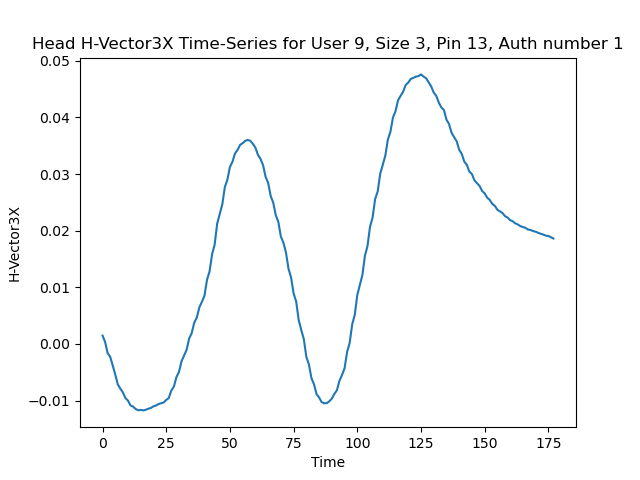 Head H-Vector3X Time-Series for User 9, Size 3, Pin 13, Auth number 1
0.05
0.04
0.03
0.02
0.01
0.00
−0.01
H-Vector3X
0 25 50 75 100 125 150 175
Time